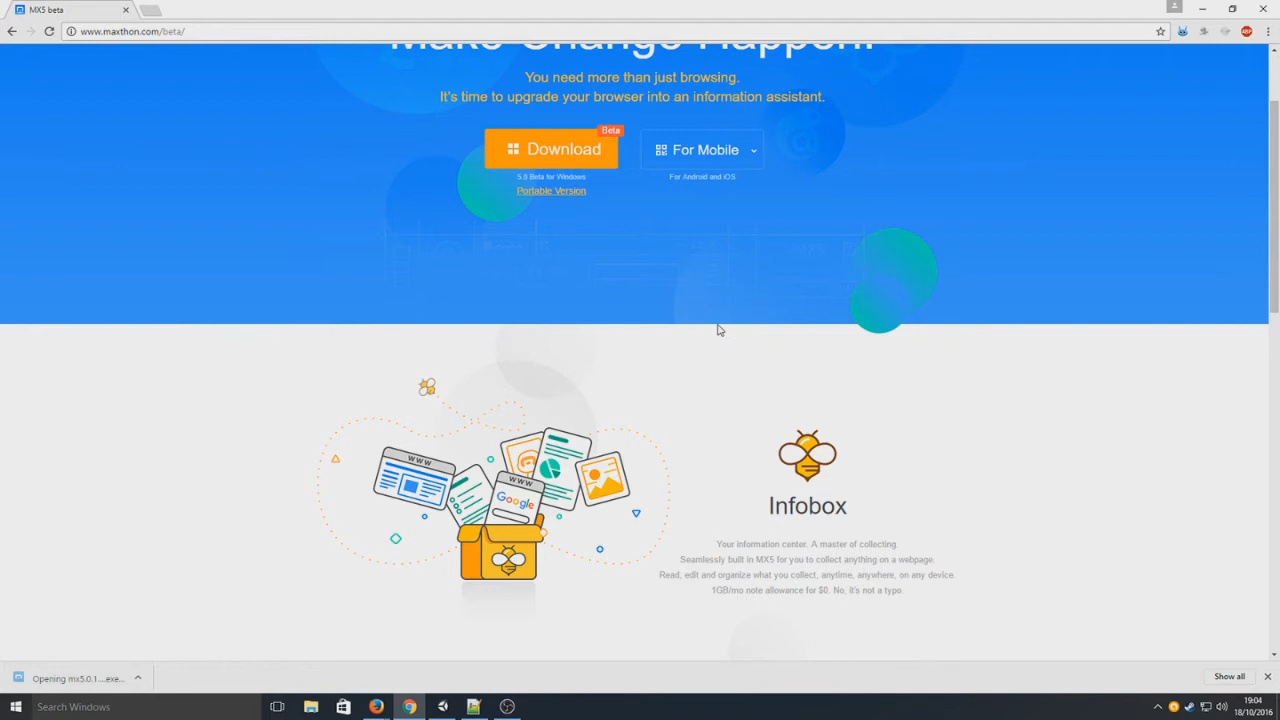 MX5 beta
www.maxthon.com/beta/
Make Change Happen!
You need more than just browsing.
It's time to upgrade your browser into an information assistant.
Beta
Download
For Mobile
5.0 Beta for Windows
For Android and iOS
Portable Version
WWW
WWW
Google
Infobox
Your information center. A master of collecting.
Seamlessly built in MX5 for you to collect anything on a webpage.
Read, edit and organize what you collect, anytime, anywhere, on any device.
1GB/mo note allowance for $0. No, it's not a typo.
Opening mx5.0.1....exe...
Show all
Search Windows
19:04
18/10/2016
ABP